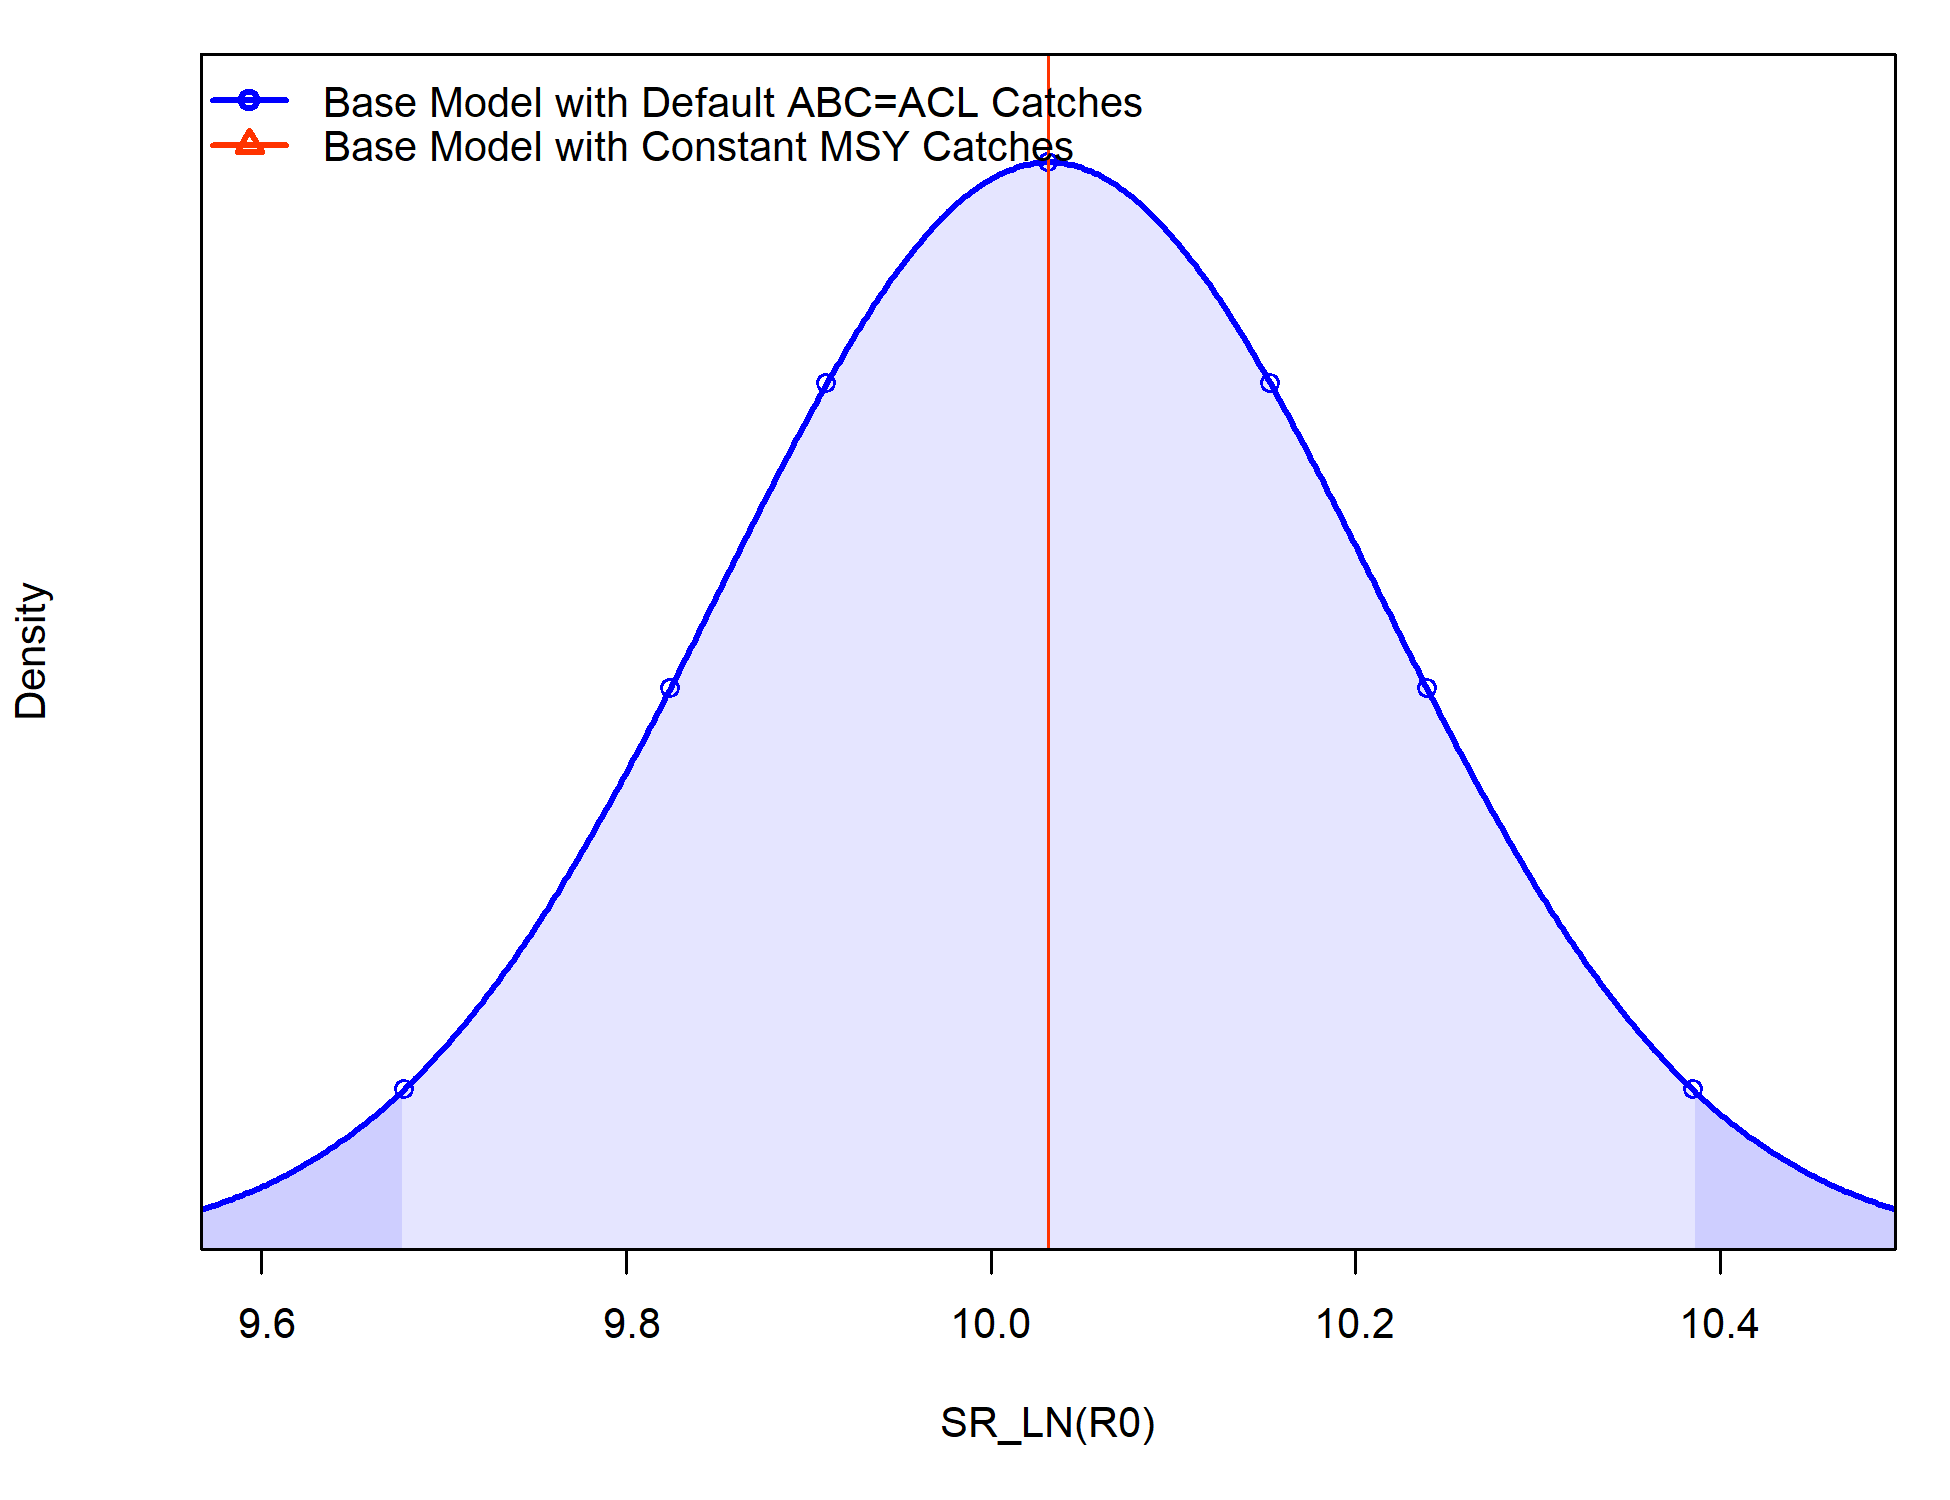 Base Model with Default ABC=ACL Catches
Base Model with Constant MSY Catches
Density
9.6 9.8 10.0 10.2 10.4
SR_LN(R0)